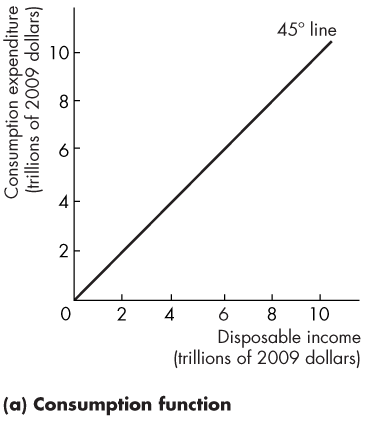 Consumption expenditure
(trillions of 2009 dollars)
45° line
10
8
6
4
2
0 2 4 6 8 10
Disposable income
(trillions of 2009 dollars)
(a) Consumption function